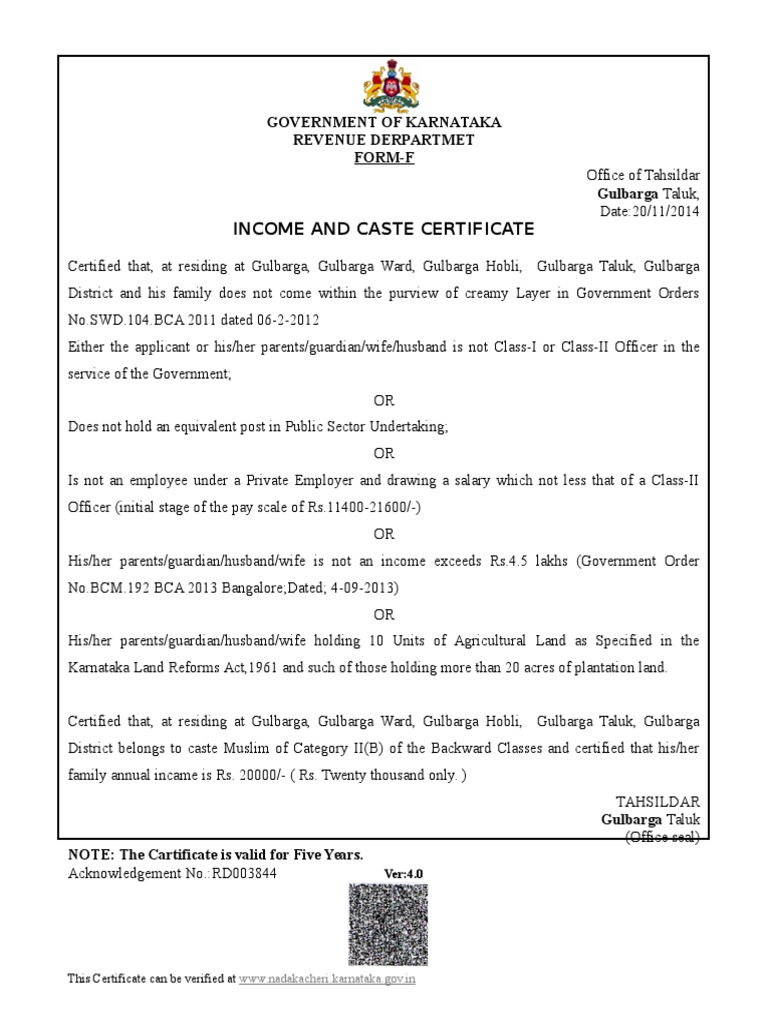 GOVERNMENT OF KARNATAKA
REVENUE DERPARTMET
FORM-F
Office of Tahsildar
Gulbarga Taluk,
Date:20/11/2014
INCOME AND CASTE CERTIFICATE
Certified that, at residing at Gulbarga, Gulbarga Ward, Gulbarga Hobli, Gulbarga Taluk, Gulbarga
District and his family does not come within the purview of creamy Layer in Government Orders
No.SWD.104.BCA 2011 dated 06-2-2012
Either the applicant or his/her parents/guardian/wife/husband is not Class-I or Class-II Officer in the
service of the Government;
OR
Does not hold an equivalent post in Public Sector Undertaking;
OR
Is not an employee under a Private Employer and drawing a salary which not less that of a Class-II
Officer (initial stage of the pay scale of Rs.11400-21600/-)
OR
His/her parents/guardian/husband/wife is not an income exceeds Rs.4.5 lakhs (Government Order
No.BCM.192 BCA 2013 Bangalore;Dated; 4-09-2013)
OR
His/her parents/guardian/husband/wife holding 10 Units of Agricultural Land as Specified in the
Karnataka Land Reforms Act,1961 and such of those holding more than 20 acres of plantation land.
Certified that, at residing at Gulbarga, Gulbarga Ward, Gulbarga Hobli, Gulbarga Taluk, Gulbarga
District belongs to caste Muslim of Category II(B) of the Backward Classes and certified that his/her
family annual income is Rs. 20000/- ( Rs. Twenty thousand only. )
TAHSILDAR
Gulbarga Taluk
(Office seal)
NOTE: The Cartificate is valid for Five Years.
Acknowledgement No.:RD003844 Ver:4.0
This Certificate can be verified at www.nadakacheri.karnataka.gov.in